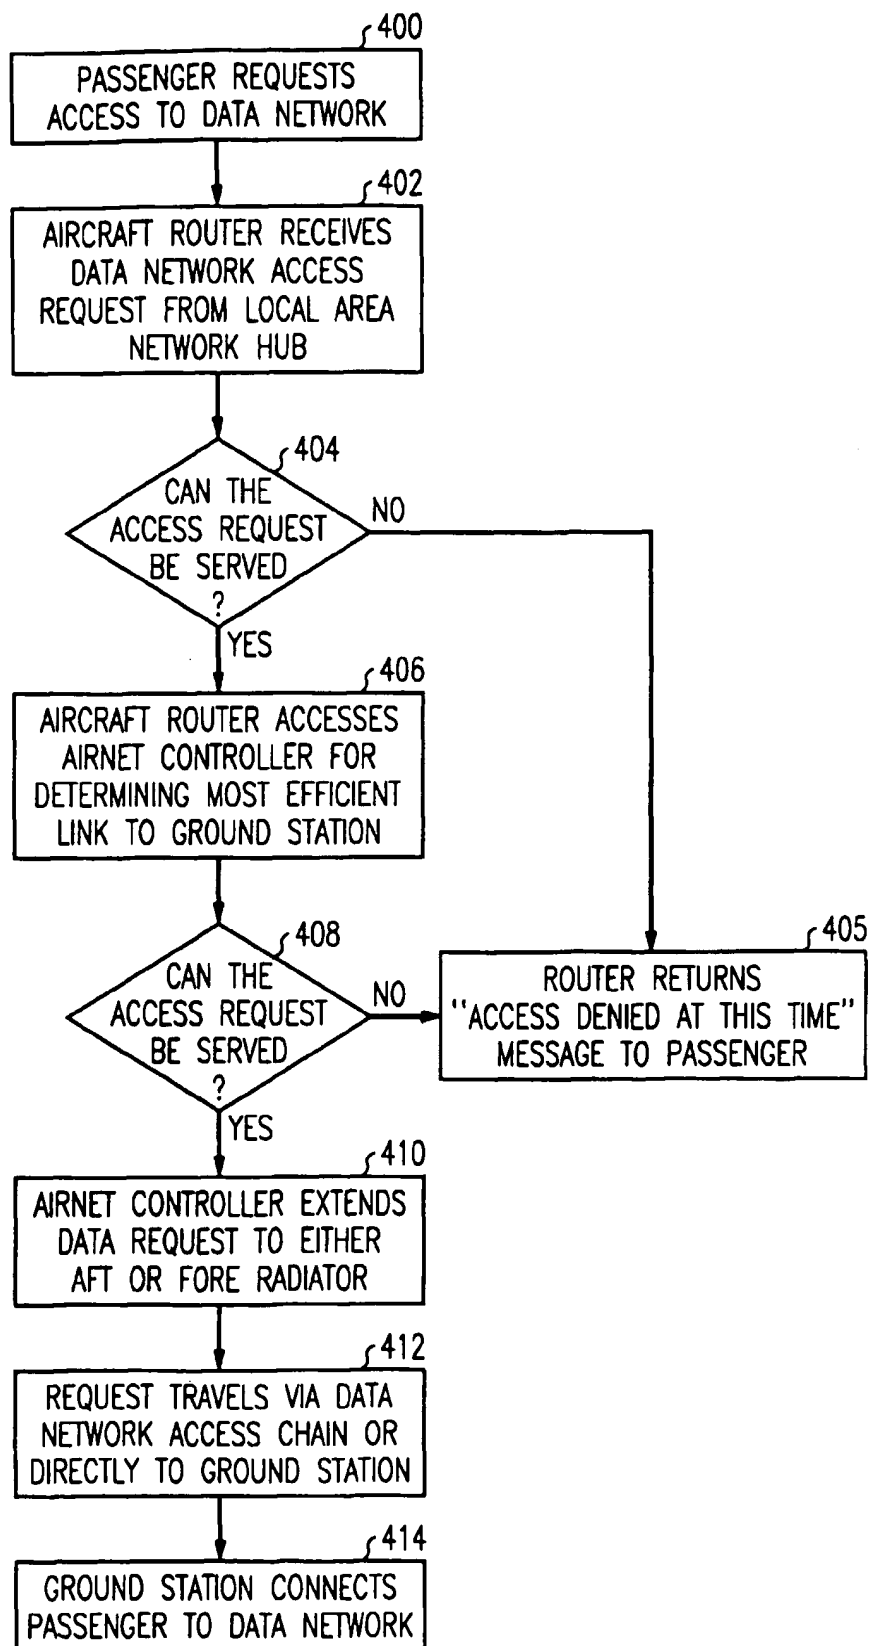 400
PASSENGER REQUESTS
ACCESS TO DATA NETWORK
402
AIRCRAFT ROUTER RECEIVES
DATA NETWORK ACCESS
REQUEST FROM LOCAL AREA
NETWORK HUB
404
CAN THE
ACCESS REQUEST
BE SERVED
?
NO
YES
406
AIRCRAFT ROUTER ACCESSES
AIRNET CONTROLLER FOR
DETERMINING MOST EFFICIENT
LINK TO GROUND STATION
408
CAN THE
ACCESS REQUEST
BE SERVED
?
NO
YES
405
ROUTER RETURNS
"ACCESS DENIED AT THIS TIME"
MESSAGE TO PASSENGER
410
AIRNET CONTROLLER EXTENDS
DATA REQUEST TO EITHER
AFT OR FORE RADIATOR
412
REQUEST TRAVELS VIA DATA
NETWORK ACCESS CHAIN OR
DIRECTLY TO GROUND STATION
414
GROUND STATION CONNECTS
PASSENGER TO DATA NETWORK